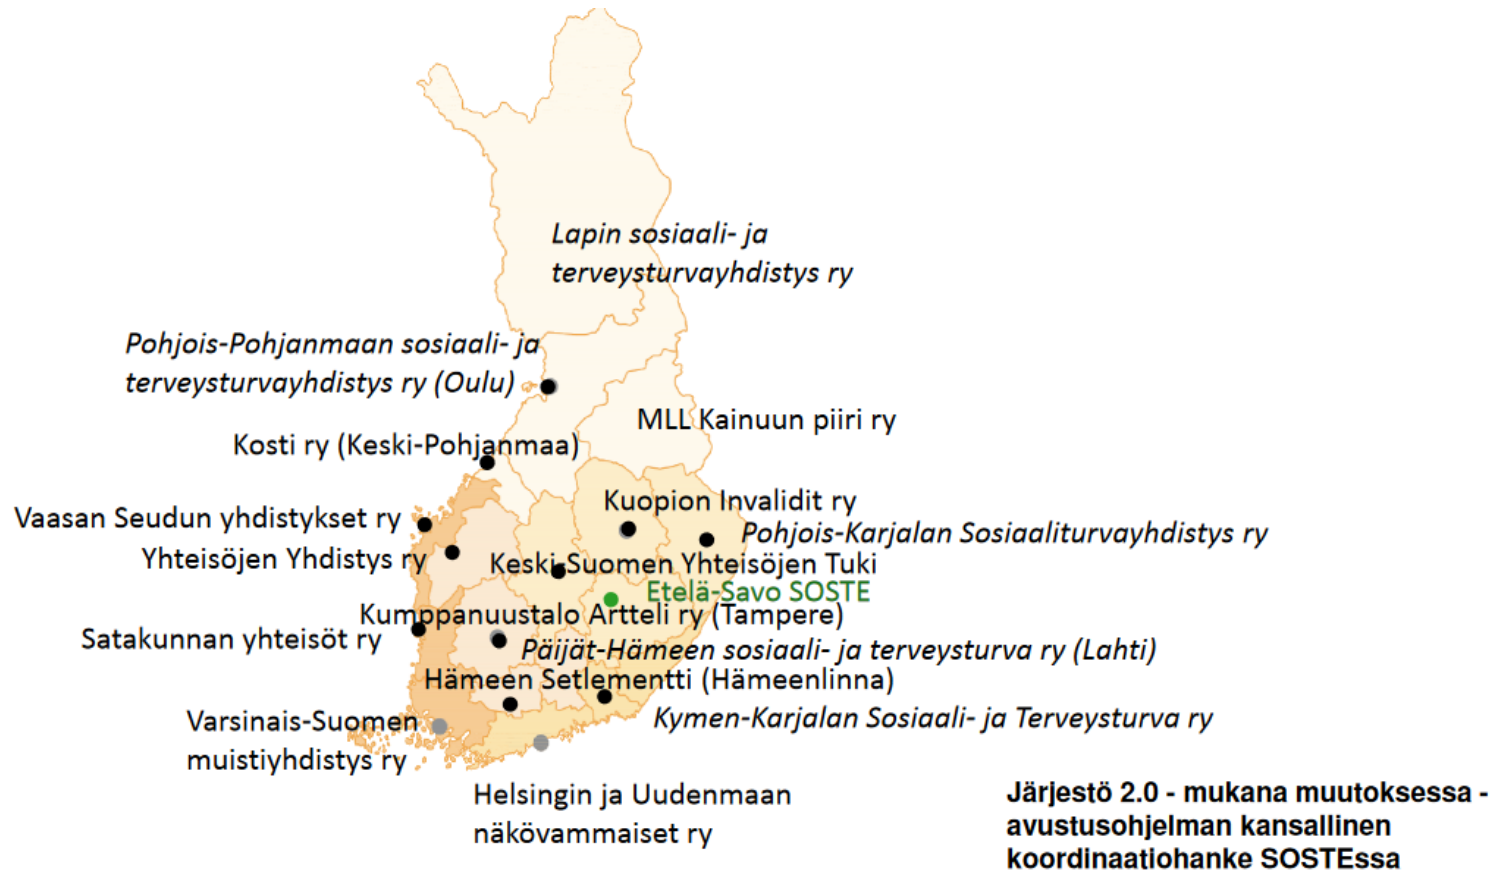 Lapin sosiaali- ja
terveysturvayhdistys ry
Pohjois-Pohjanmaan sosiaali- ja
terveysturvayhdistys ry (Oulu)
MLL Kainuun piiri ry
Kosti ry (Keski-Pohjanmaa)
Kuopion Invalidit ry
Vaasan Seudun yhdistykset ry
Pohjois-Karjalan Sosiaaliturvayhdistys ry
Yhteisöjen Yhdistys ry
Keski-Suomen Yhteisöjen Tuki
Etelä-Savo SOSTE
Kumppanuustalo Artteli ry (Tampere)
Satakunnan yhteisöt ry
Päijät-Hämeen sosiaali- ja terveysturva ry (Lahti)
Hämeen Setlementti (Hämeenlinna)
Kymen-Karjalan Sosiaali- ja Terveysturva ry
Varsinais-Suomen
muistiyhdistys ry
Helsingin ja Uudenmaan
näkövammaiset ry
Järjestö 2.0 - mukana muutoksessa -
avustusohjelman kansallinen
koordinaatiohanke SOSTEssa